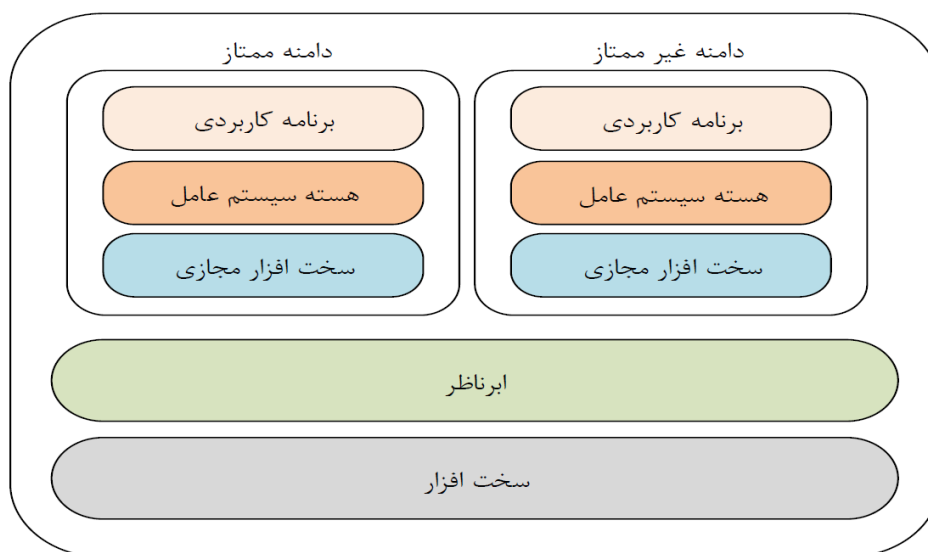 دامنه غیر ممتاز
برنامه کاربردی
هسته سیستم عامل
سخت افزار مجازی
دامنه ممتاز
برنامه کاربردی
هسته سیستم عامل
سخت افزار مجازی
ابرناظر
سخت افزار